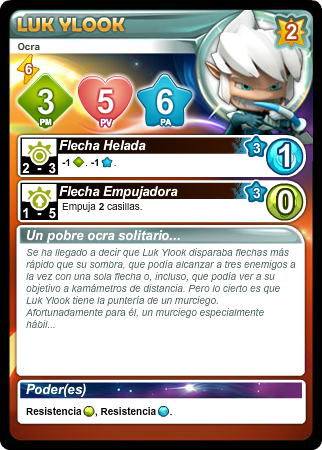 LUK YLOOK
2
Ocra
6
3
PM
5
PV
6
PA
Flecha Helada
3
1
2 - 3
-1 . -1 .
Flecha Empujadora
3
0
1 - 5
Empuja 2 casillas.
Un pobre ocra solitario...
Se ha llegado a decir que Luk Ylook disparaba flechas más
rápido que su sombra, que podía alcanzar a tres enemigos a
la vez con una sola flecha o, incluso, que podía ver a su
objetivo a kamámetros de distancia. Pero lo cierto es que
Luk Ylook tiene la puntería de un murciego.
Afortunadamente para él, un murciego especialmente
hábil...
Poder(es)
Resistencia , Resistencia .